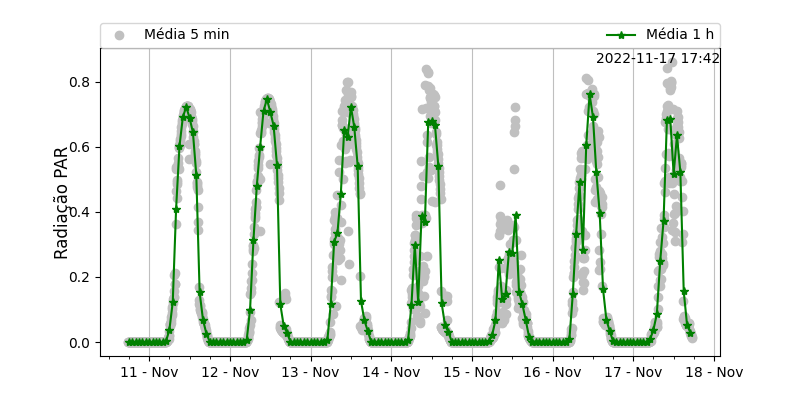 Média 5 min
Média 1 h
2022-11-17 17:42
Radiação PAR
0.8
0.6
0.4
0.2
0.0
11 - Nov
12 - Nov
13 - Nov
14 - Nov
15 - Nov
16 - Nov
17 - Nov
18 - Nov